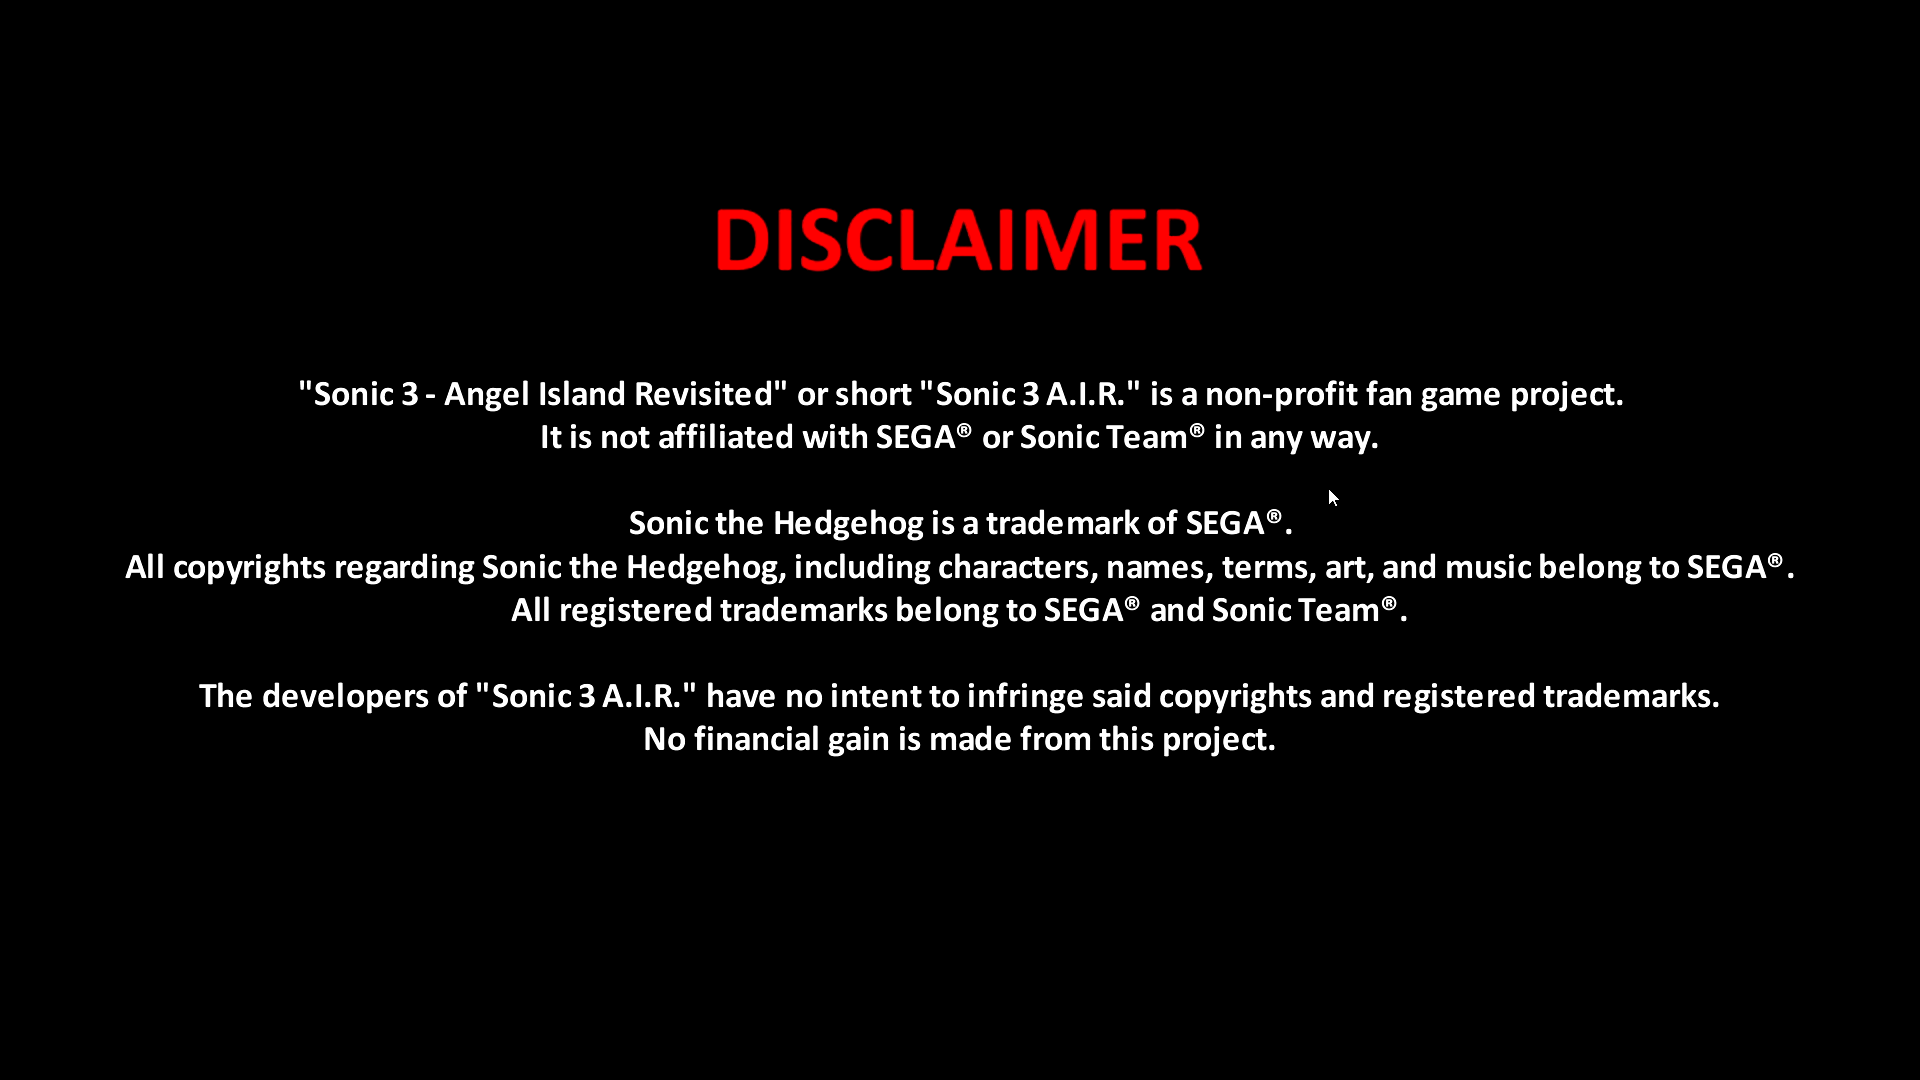 DISCLAIMER
"Sonic 3 - Angel Island Revisited" or short "Sonic 3 A.I.R." is a non-profit fan game project.
It is not affiliated with SEGA® or Sonic Team® in any way.
Sonic the Hedgehog is a trademark of SEGA®.
All copyrights regarding Sonic the Hedgehog, including characters, names, terms, art, and music belong to SEGA®.
All registered trademarks belong to SEGA® and Sonic Team®.
The developers of "Sonic 3 A.I.R." have no intent to infringe said copyrights and registered trademarks.
No financial gain is made from this project.